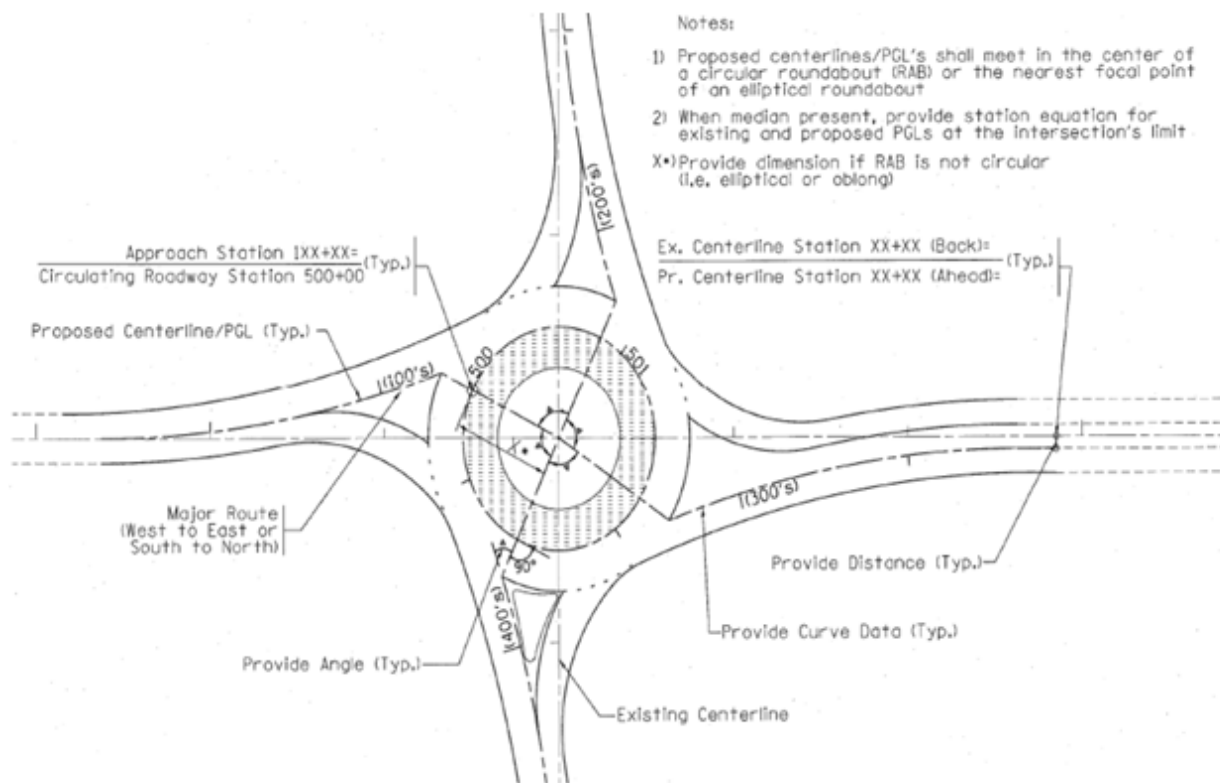 Notes:
1) Proposed centerlines/PGL's shall meet in the center of
a circular roundabout (RAB) or the nearest focal point
of an elliptical roundabout
2) When median present, provide station equation for
existing and proposed PGLs at the intersection's limit
X*) Provide dimension if RAB is not circular
(i.e. elliptical or oblong)
(200's)
Approach Station 1XX+XX=
Circulating Roadway Station 500+00
(Typ.)
Ex. Centerline Station XX+XX (Back)=
Pr. Centerline Station XX+XX (Ahead)=
(Typ.)
Proposed Centerline/PGL (Typ.)
500
501
(100's)
X*
Major Route
(West to East or
South to North)
(300's)
90°
Provide Distance (Typ.)
(400's)
Provide Curve Data (Typ.)
Provide Angle (Typ.)
Existing Centerline